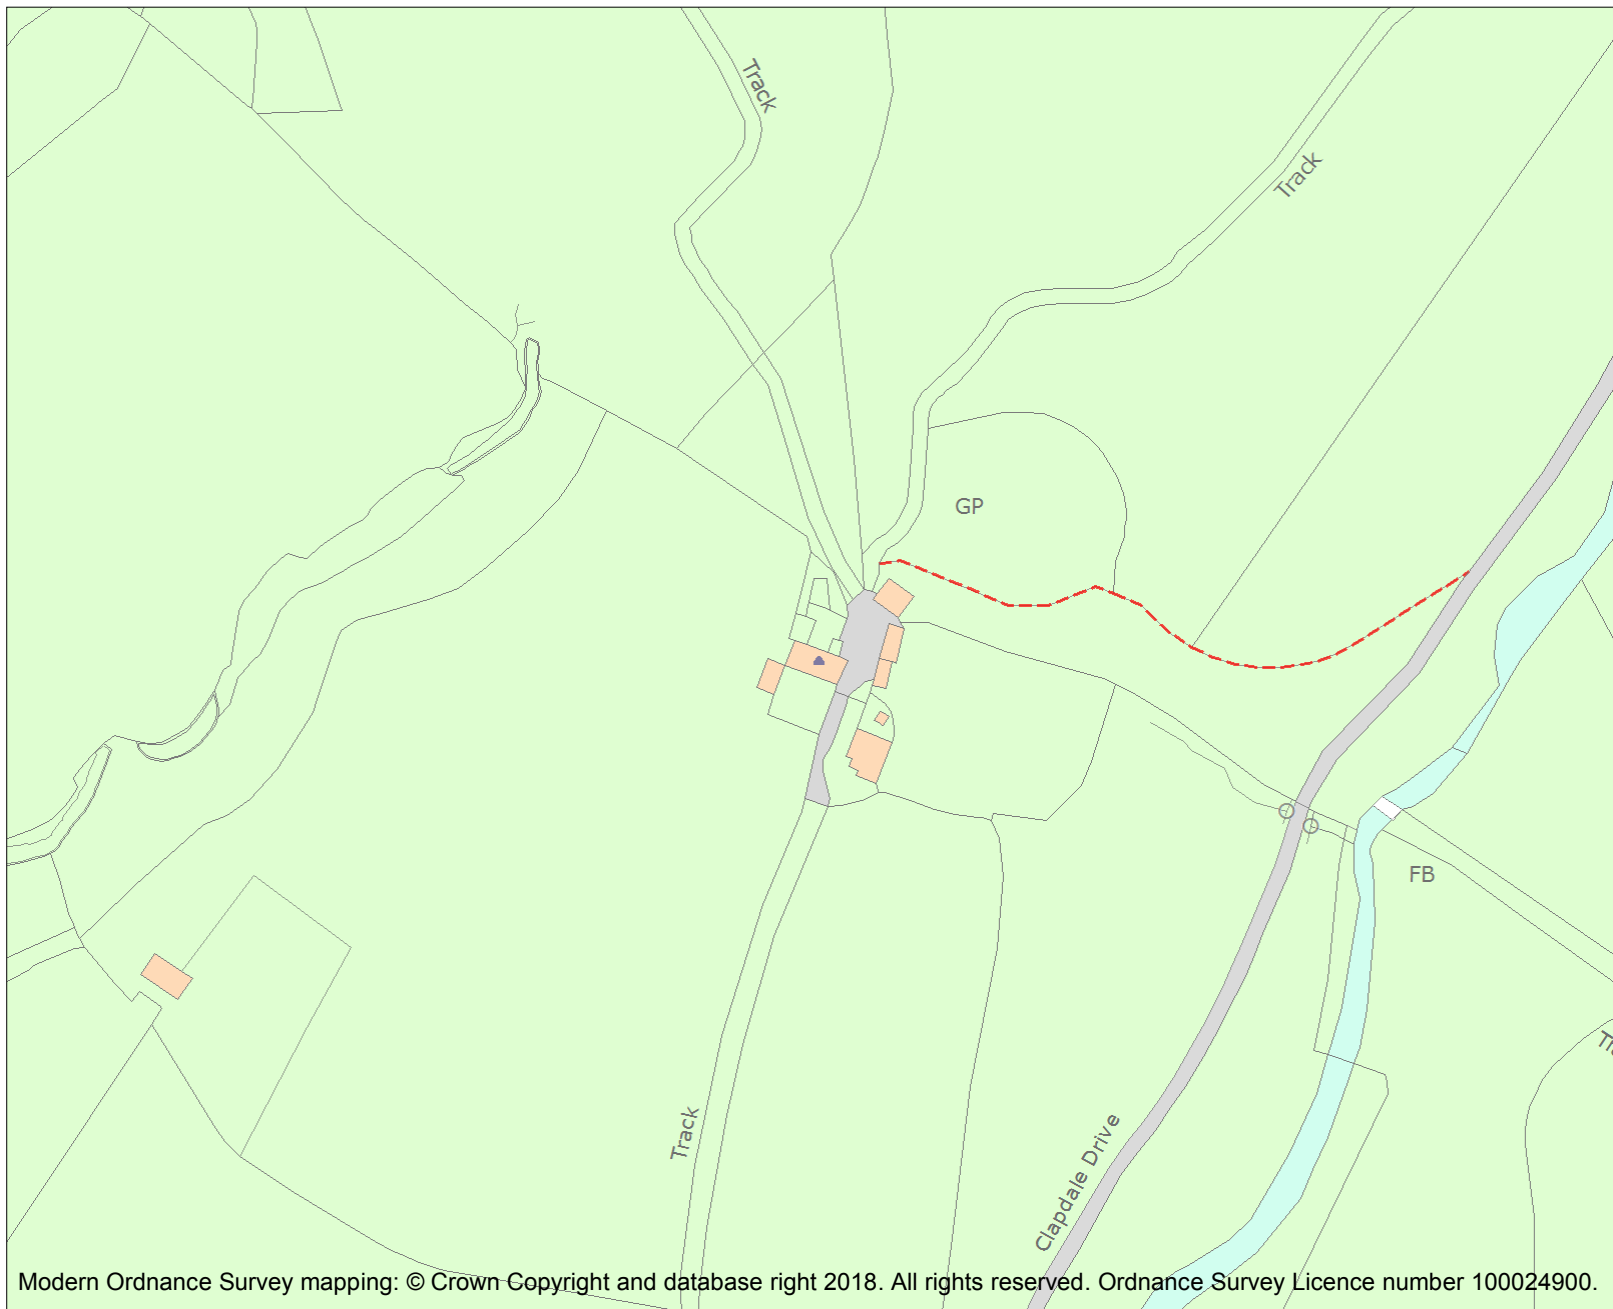 Track
Track
GP
FB
Track
Clapdale Drive
Modern Ordnance Survey mapping: © Crown Copyright and database right 2018. All rights reserved. Ordnance Survey Licence number 100024900.